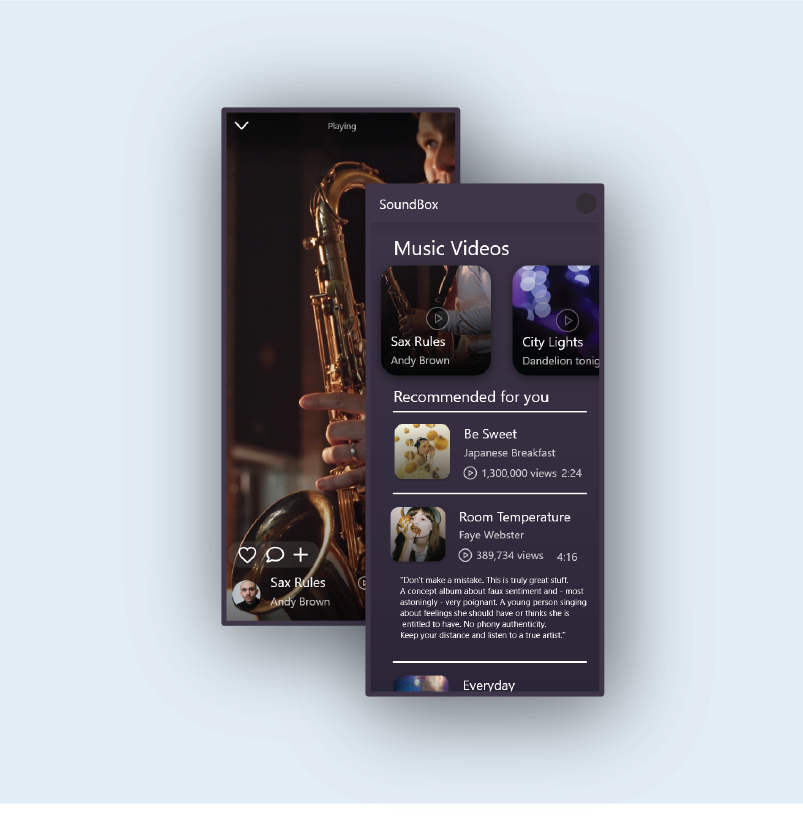 Playing
SoundBox
Music Videos
Sax Rules
Andy Brown
City Lights
Dandelion tonig
Recommended for you
Be Sweet
Japanese Breakfast
1,300,000 views 2:24
Room Temperature
Faye Webster
389,734 views 4:16
"Don't make a mistake. This is truly great stuff.
A concept album about faux sentiment and - most
astoningly - very poignant. A young person singing
about feelings she should have or thinks she is
entitled to have. No phony authenticity.
Keep your distance and listen to a true artist."
Everyday
Sax Rules
Andy Brown